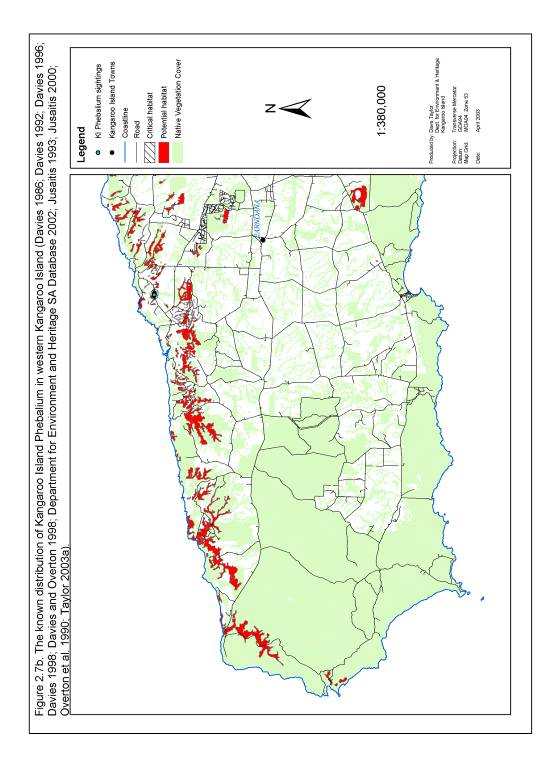 Figure 2.7b. The known distribution of Kangaroo Island Phebalium in western Kangaroo Island (Davies 1986; Davies 1992; Davies 1996;
Davies 1998; Davies and Overton 1998; Department for Environment and Heritage SA Database 2002; Jusaitis 1993; Jusaitis 2000;
Overton et al. 1990; Taylor 2003a).
Legend
KI Phebalium sightings
Kangaroo Island Towns
Coastline
Road
Critical habitat
Potential habitat
Native Vegetation Cover
N
1:380,000
Produced by: Dave Taylor
Dept. for Environment & Heritage
Kangaroo Island
Projection: Transverse Mercator
Datum: GDA94
Map Grid: MGA94 Zone 53
Date: April 2003
PARNDANA